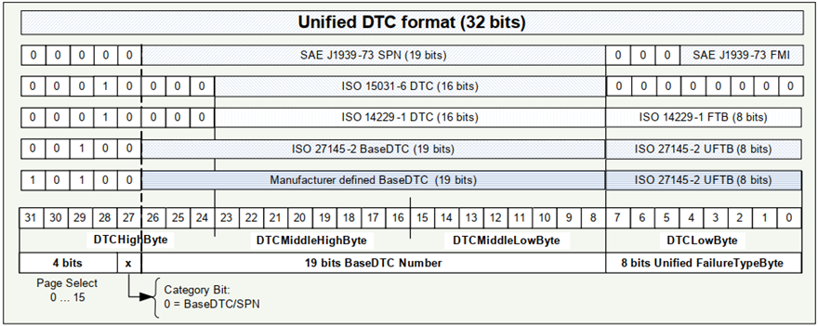 Unified DTC format (32 bits)
0 0 0 0 0 SAE J1939-73 SPN (19 bits) 0 0 0 SAE J1939-73 FMI
0 0 0 1 0 0 0 0 ISO 15031-6 DTC (16 bits) 0 0 0 0 0 0 0 0
0 0 0 1 0 0 0 0 ISO 14229-1 DTC (16 bits) ISO 14229-1 FTB (8 bits)
0 0 1 0 0 ISO 27145-2 BaseDTC (19 bits) ISO 27145-2 UFTB (8 bits)
1 0 1 0 0 Manufacturer defined BaseDTC (19 bits) ISO 27145-2 UFTB (8 bits)
31 30 29 28 27 26 25 24 23 22 21 20 19 18 17 16 15 14 13 12 11 10 9 8 7 6 5 4 3 2 1 0
DTCHighByte DTCMiddleHighByte DTCMiddleLowByte DTCLowByte
4 bits x 19 bits BaseDTC Number 8 bits Unified FailureTypeByte
Page Select
0 ... 15
Category Bit:
0 = BaseDTC/SPN